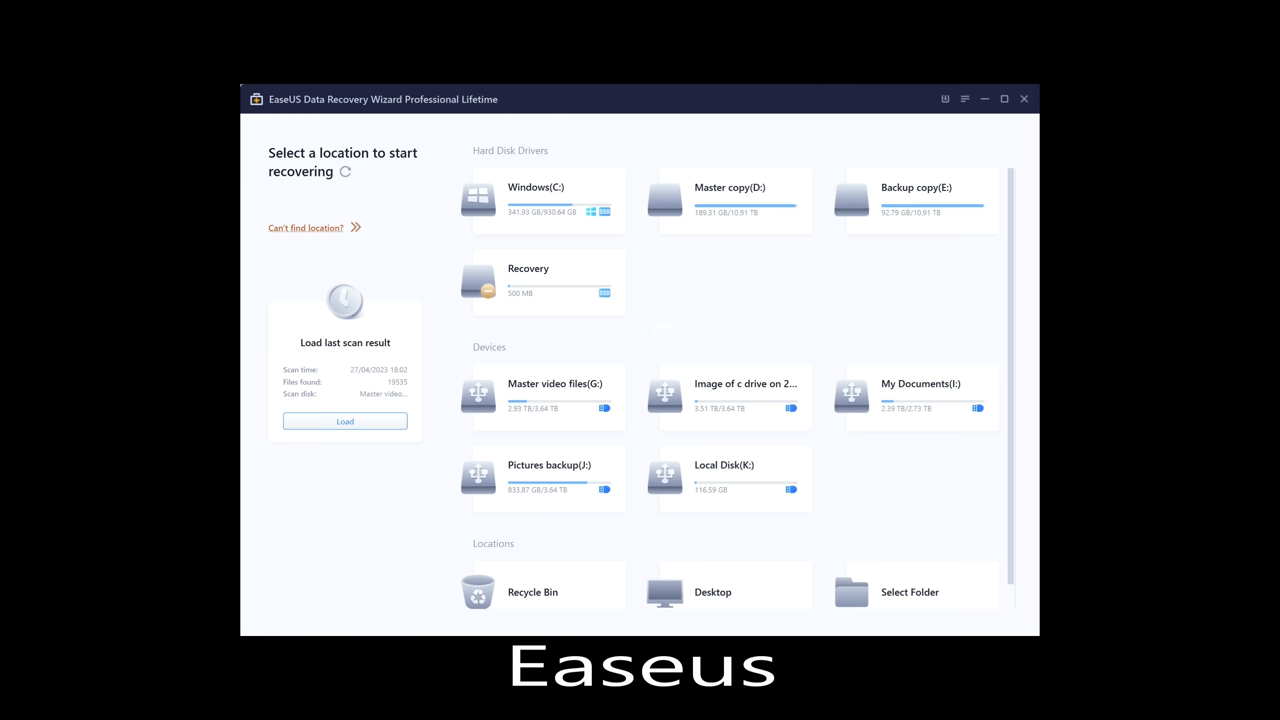 EaseUS Data Recovery Wizard Professional Lifetime
Select a location to start
recovering
Can't find location?
Load last scan result
Scan time: 27/04/2023 18:02
Files found: 19535
Scan disk: Master video...
Load
Hard Disk Drivers
Windows(C:)
341.93 GB/930.64 GB
SSD
Master copy(D:)
189.31 GB/10.91 TB
Backup copy(E:)
92.79 GB/10.91 TB
Recovery
500 MB
SSD
Devices
Master video files(G:)
2.93 TB/3.64 TB
Image of c drive on 2...
3.51 TB/3.64 TB
My Documents(I:)
2.39 TB/2.73 TB
Pictures backup(J:)
833.87 GB/3.64 TB
Local Disk(K:)
116.59 GB
Locations
Recycle Bin
Desktop
Select Folder
Easeus